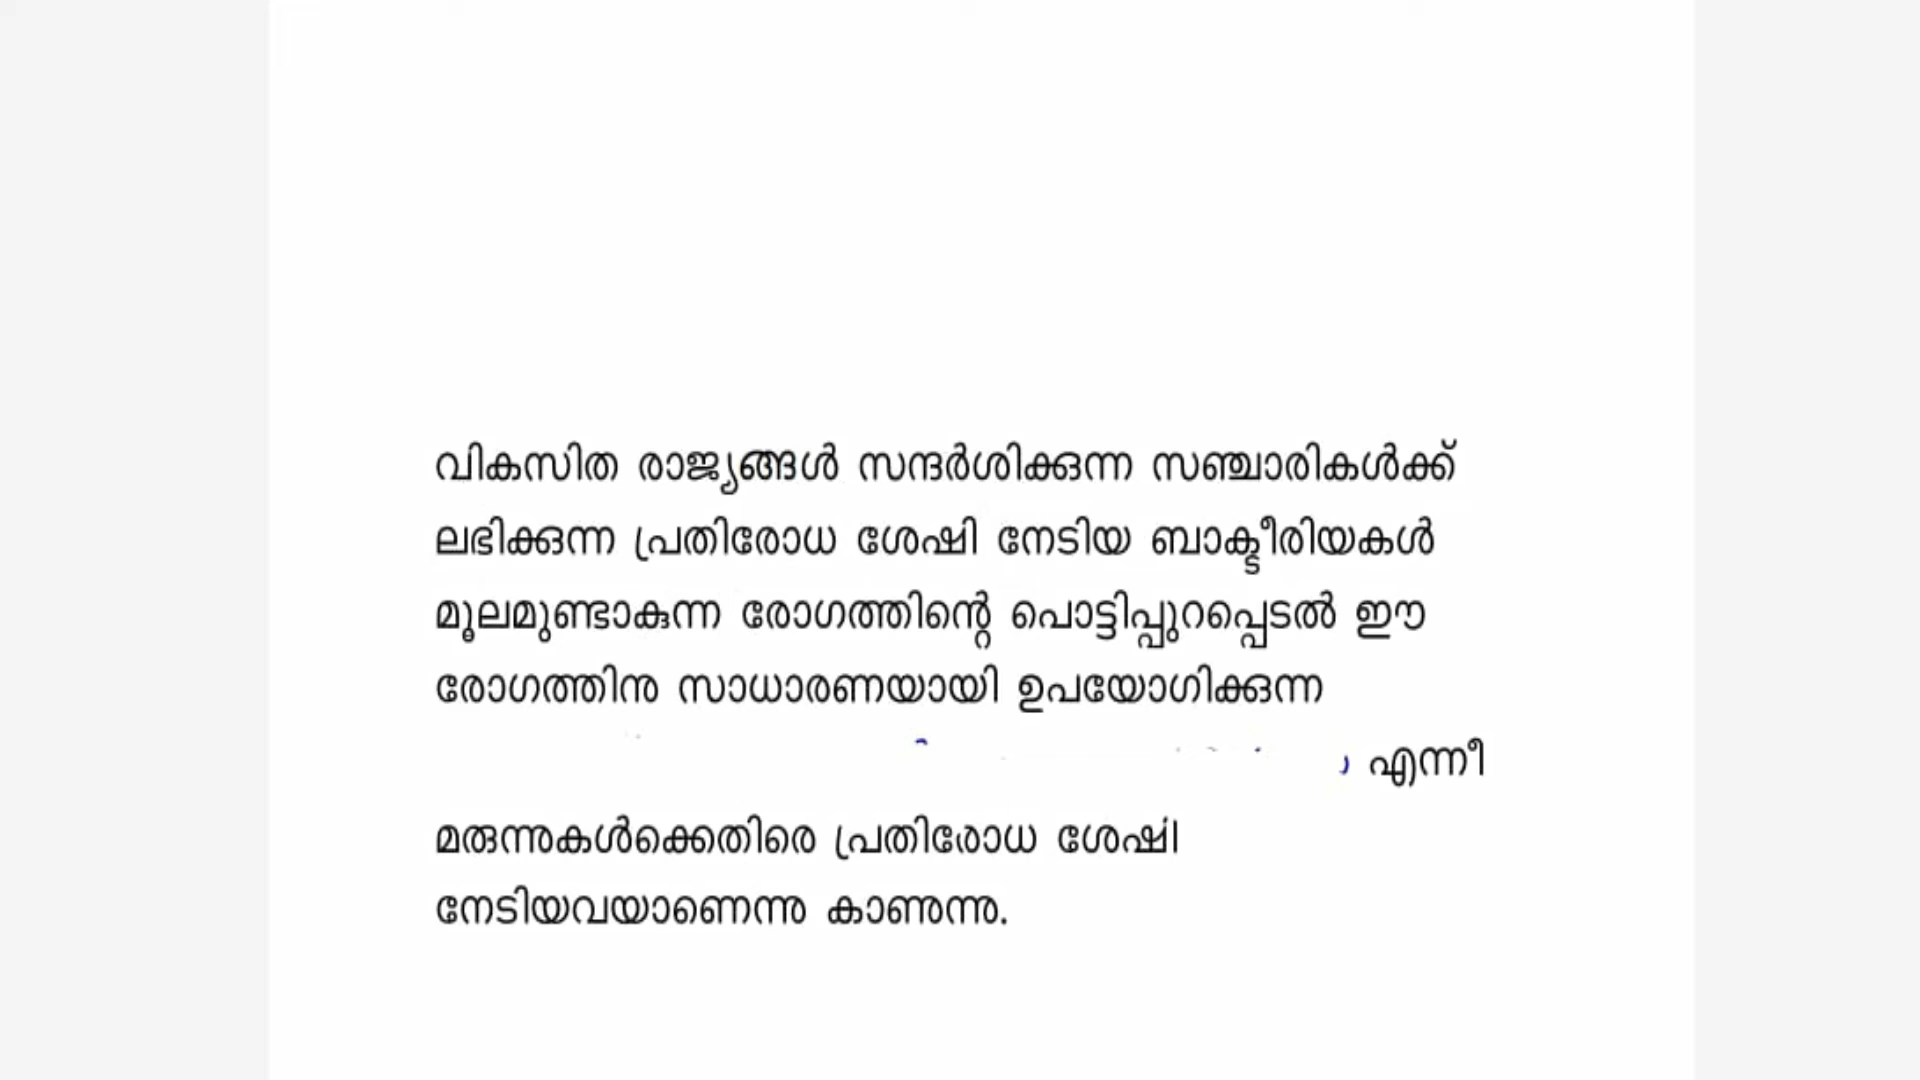 വികസിത രാജ്യങ്ങൾ സന്ദർശിക്കുന്ന സഞ്ചാരികൾക്ക്
ലഭിക്കുന്ന പ്രതിരോധ ശേഷി നേടിയ ബാക്ടീരിയകൾ
മൂലമുണ്ടാകുന്ന രോഗത്തിന്റെ പൊട്ടിപ്പുറപ്പെടൽ ഈ
രോഗത്തിനു സാധാരണയായി ഉപയോഗിക്കുന്ന
എന്നീ
മരുന്നുകൾക്കെതിരെ പ്രതിരോധ ശേഷി
നേടിയവയാണെന്നു കാണുന്നു.